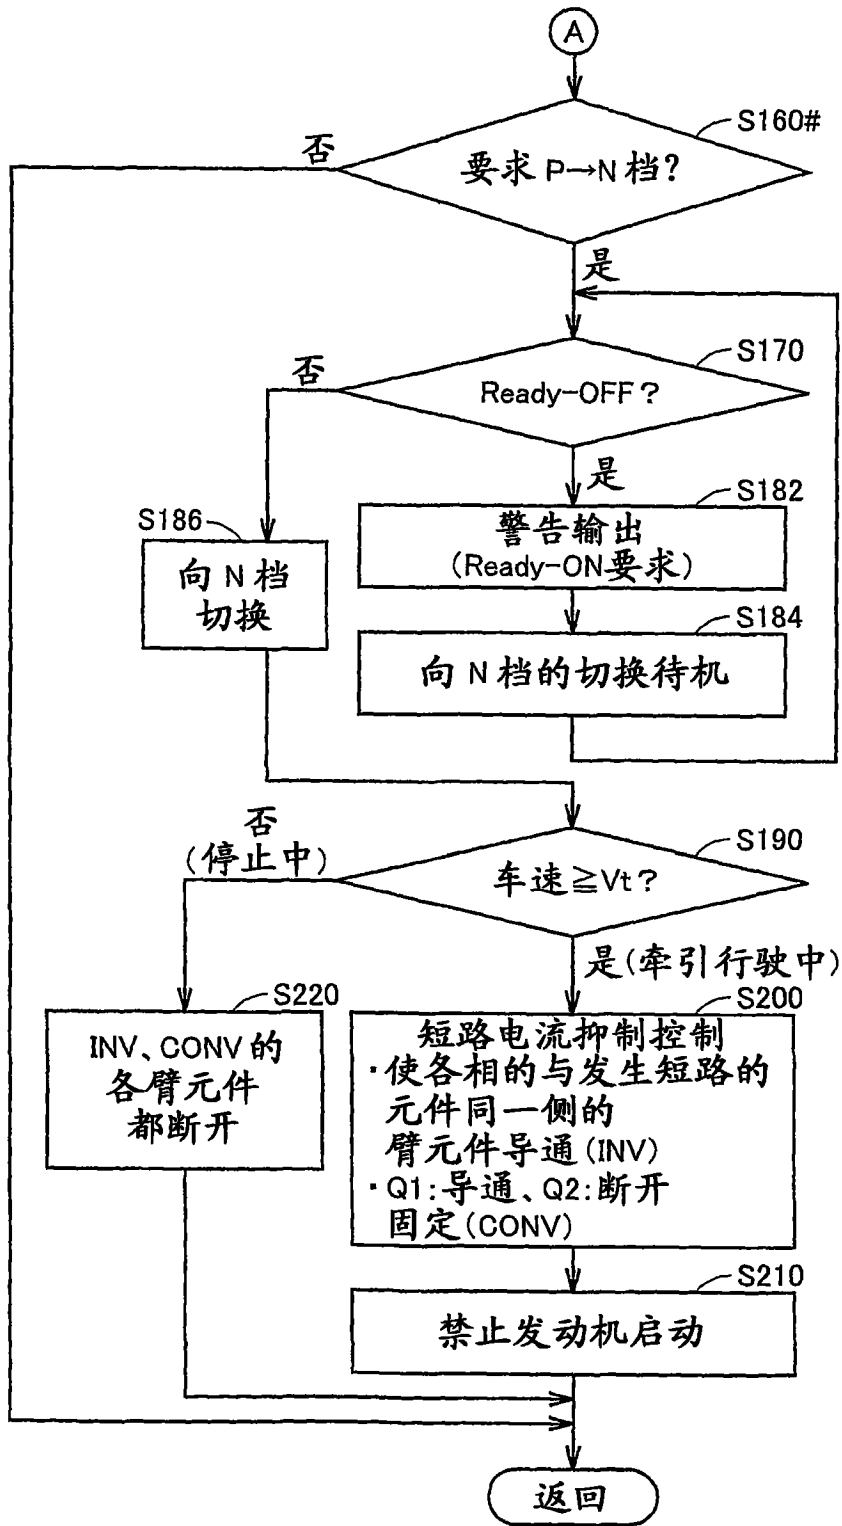 A
S160#
要求 P→N 档?
否
是
S170
Ready-OFF?
否
是
S182
警告输出
(Ready-ON要求)
S186
向 N 档
切换
S184
向 N 档的切换待机
S190
车速≧Vt?
否
(停止中)
是(牵引行驶中)
S220
INV、CONV 的
各臂元件
都断开
S200
短路电流抑制控制
·使各相的与发生短路的
元件同一侧的
臂元件导通(INV)
·Q1:导通、Q2:断开
固定(CONV)
S210
禁止发动机启动
返回